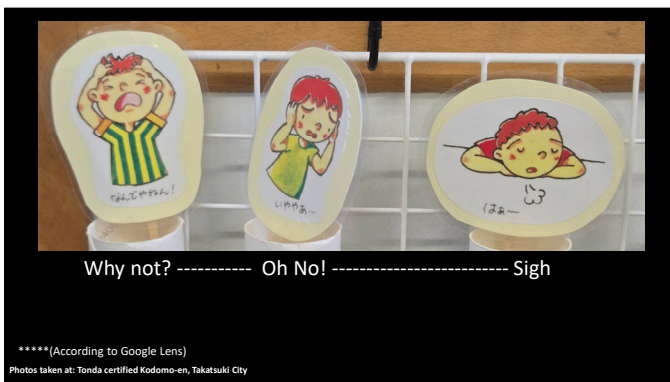 なんでやねん!
いややぁ…
はぁ〜
Why not? ----------- Oh No! -------------------------- Sigh
*****(According to Google Lens)
Photos taken at: Tonda certified Kodomo-en, Takatsuki City